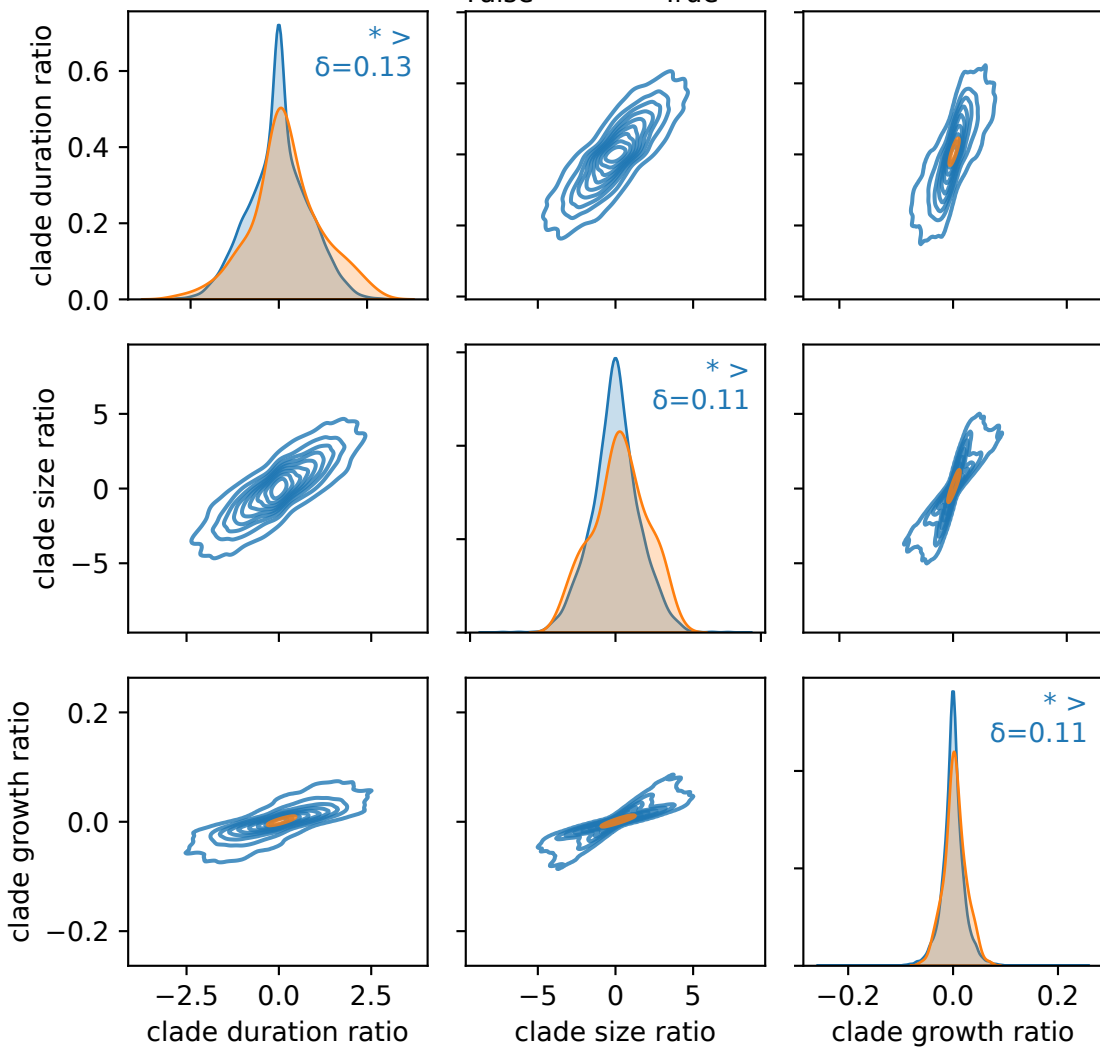 * >
δ=0.13
clade duration ratio
0.6
0.4
0.2
0.0
* >
δ=0.11
clade size ratio
5
0
−5
* >
δ=0.11
clade growth ratio
0.2
0.0
−0.2
−2.5 0.0 2.5
−5 0 5
−0.2 0.0 0.2
clade duration ratio
clade size ratio
clade growth ratio